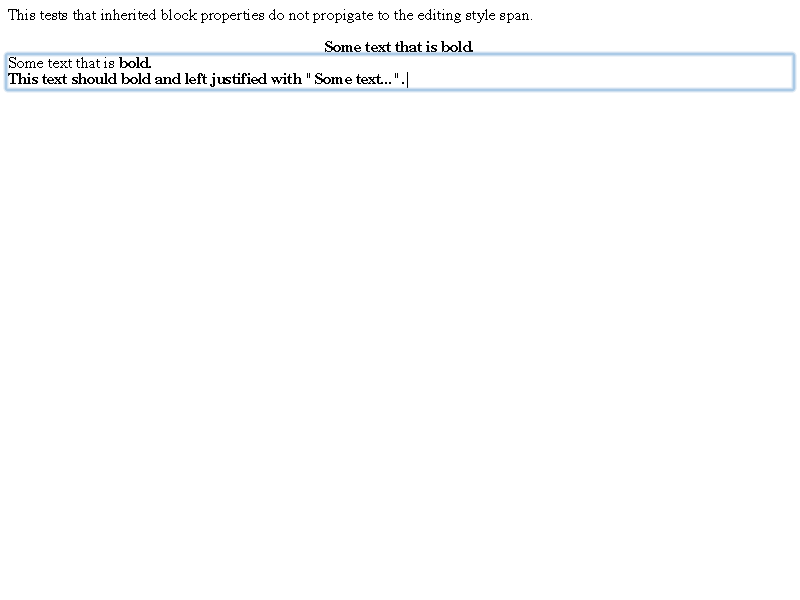 This tests that inherited block properties do not propigate to the editing style span.
Some text that is bold.
Some text that is bold.
This text should bold and left justified with "Some text...".